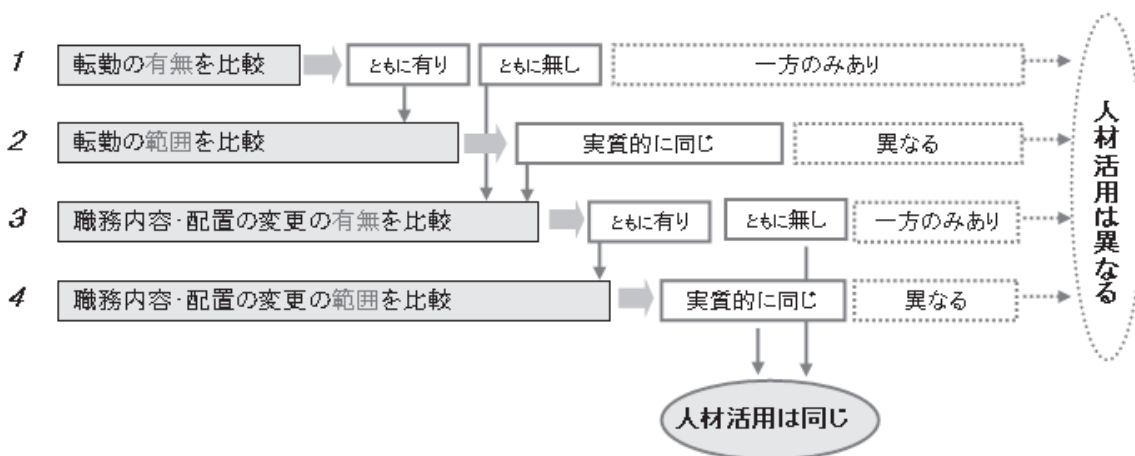 1 転勤の有無を比較 ともに有り ともに無し 一方のみあり
2 転勤の範囲を比較 実質的に同じ 異なる
3 職務内容・配置の変更の有無を比較 ともに有り ともに無し 一方のみあり
4 職務内容・配置の変更の範囲を比較 実質的に同じ 異なる
人材活用は異なる
人材活用は同じ